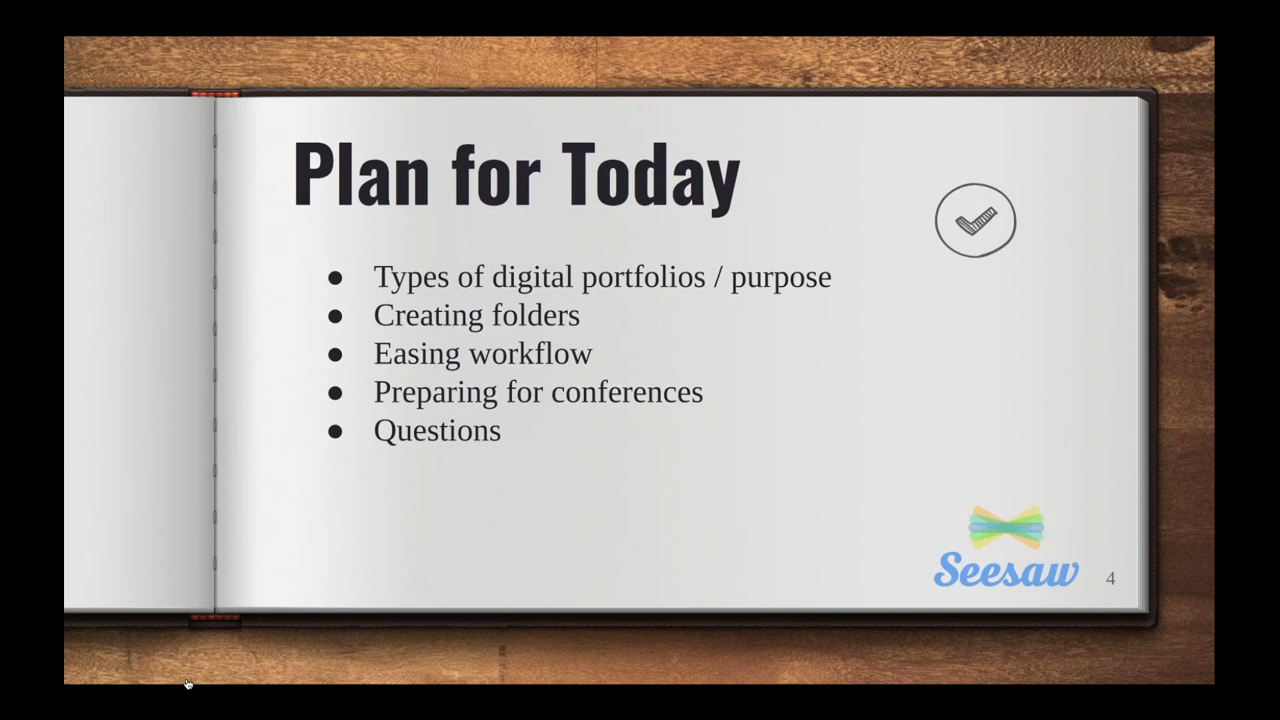 Plan for Today
● Types of digital portfolios / purpose
● Creating folders
● Easing workflow
● Preparing for conferences
● Questions
Seesaw
4